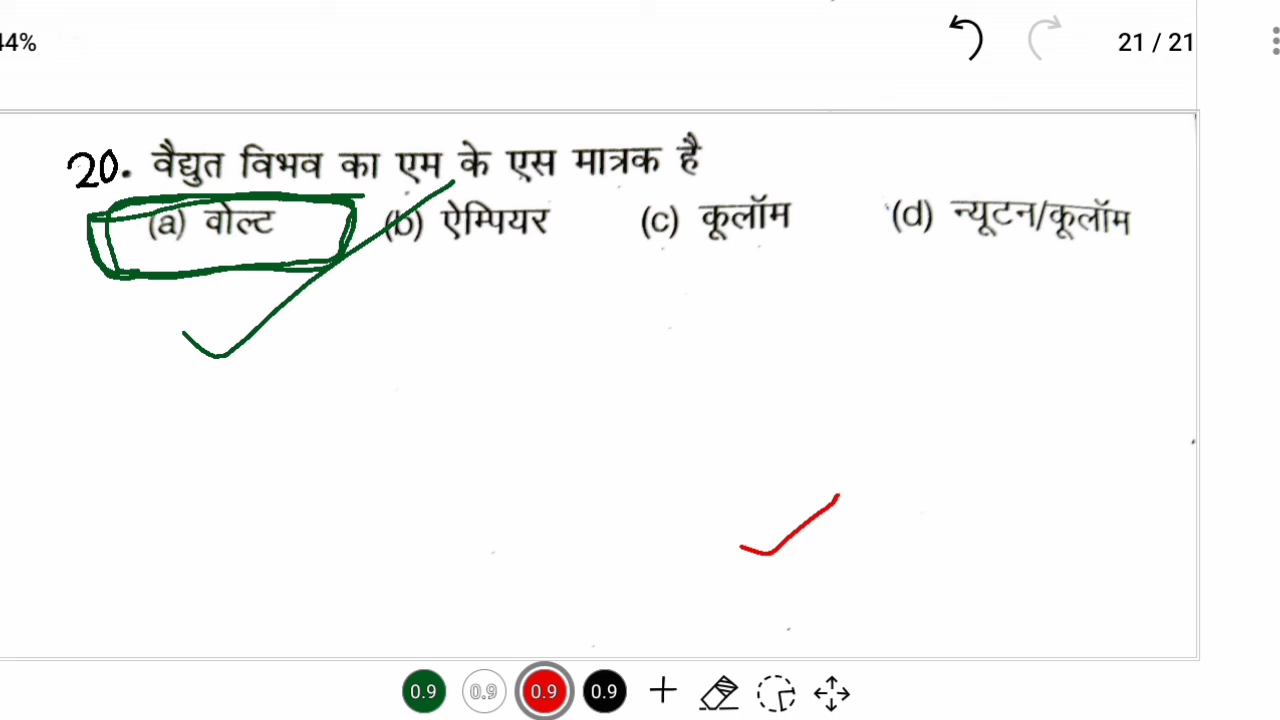 44%
21 / 21
20. वैद्युत विभव का एम के एस मात्रक है
(a) वोल्ट (b) ऐम्पियर (c) कूलॉम (d) न्यूटन/कूलॉम
0.9 0.9 0.9 0.9